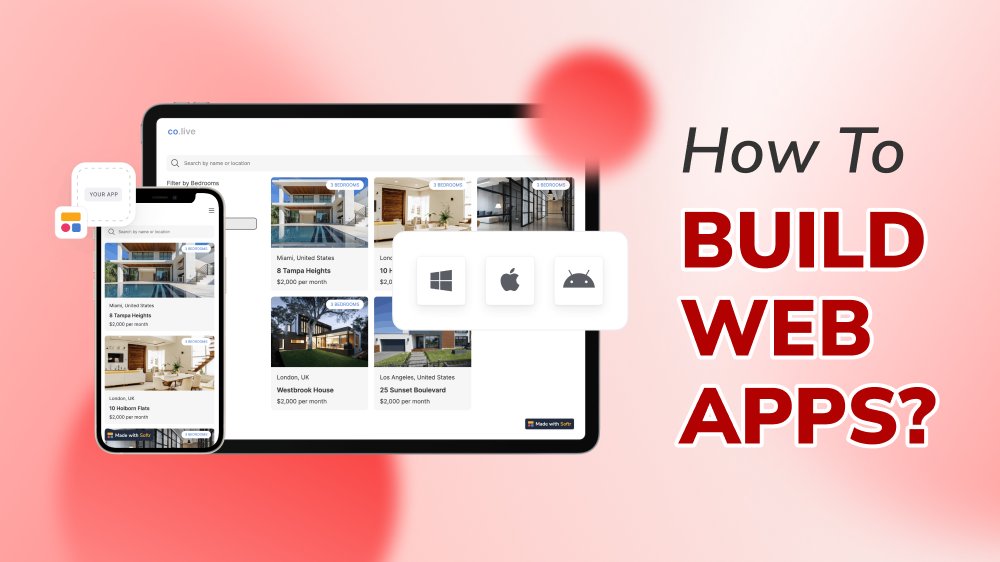 How To
BUILD
WEB
APPS?
co.live
Search by name or location
Filter by Bedrooms
3 BEDROOMS
3 BEDROOMS
3 BEDROOMS
Miami, United States
8 Tampa Heights
$2,000 per month
3 BEDROOMS
London, UK
Westbrook House
$2,000 per month
Los Angeles, United States
25 Sunset Boulevard
$2,000 per month
Made with Softr
YOUR APP
Search by name or location
3 BEDROOMS
Miami, United States
8 Tampa Heights
$2,000 per month
3 BEDROOMS
London, UK
10 Holborn Flats
$2,000 per month
3 BEDROOMS
Made with Softr